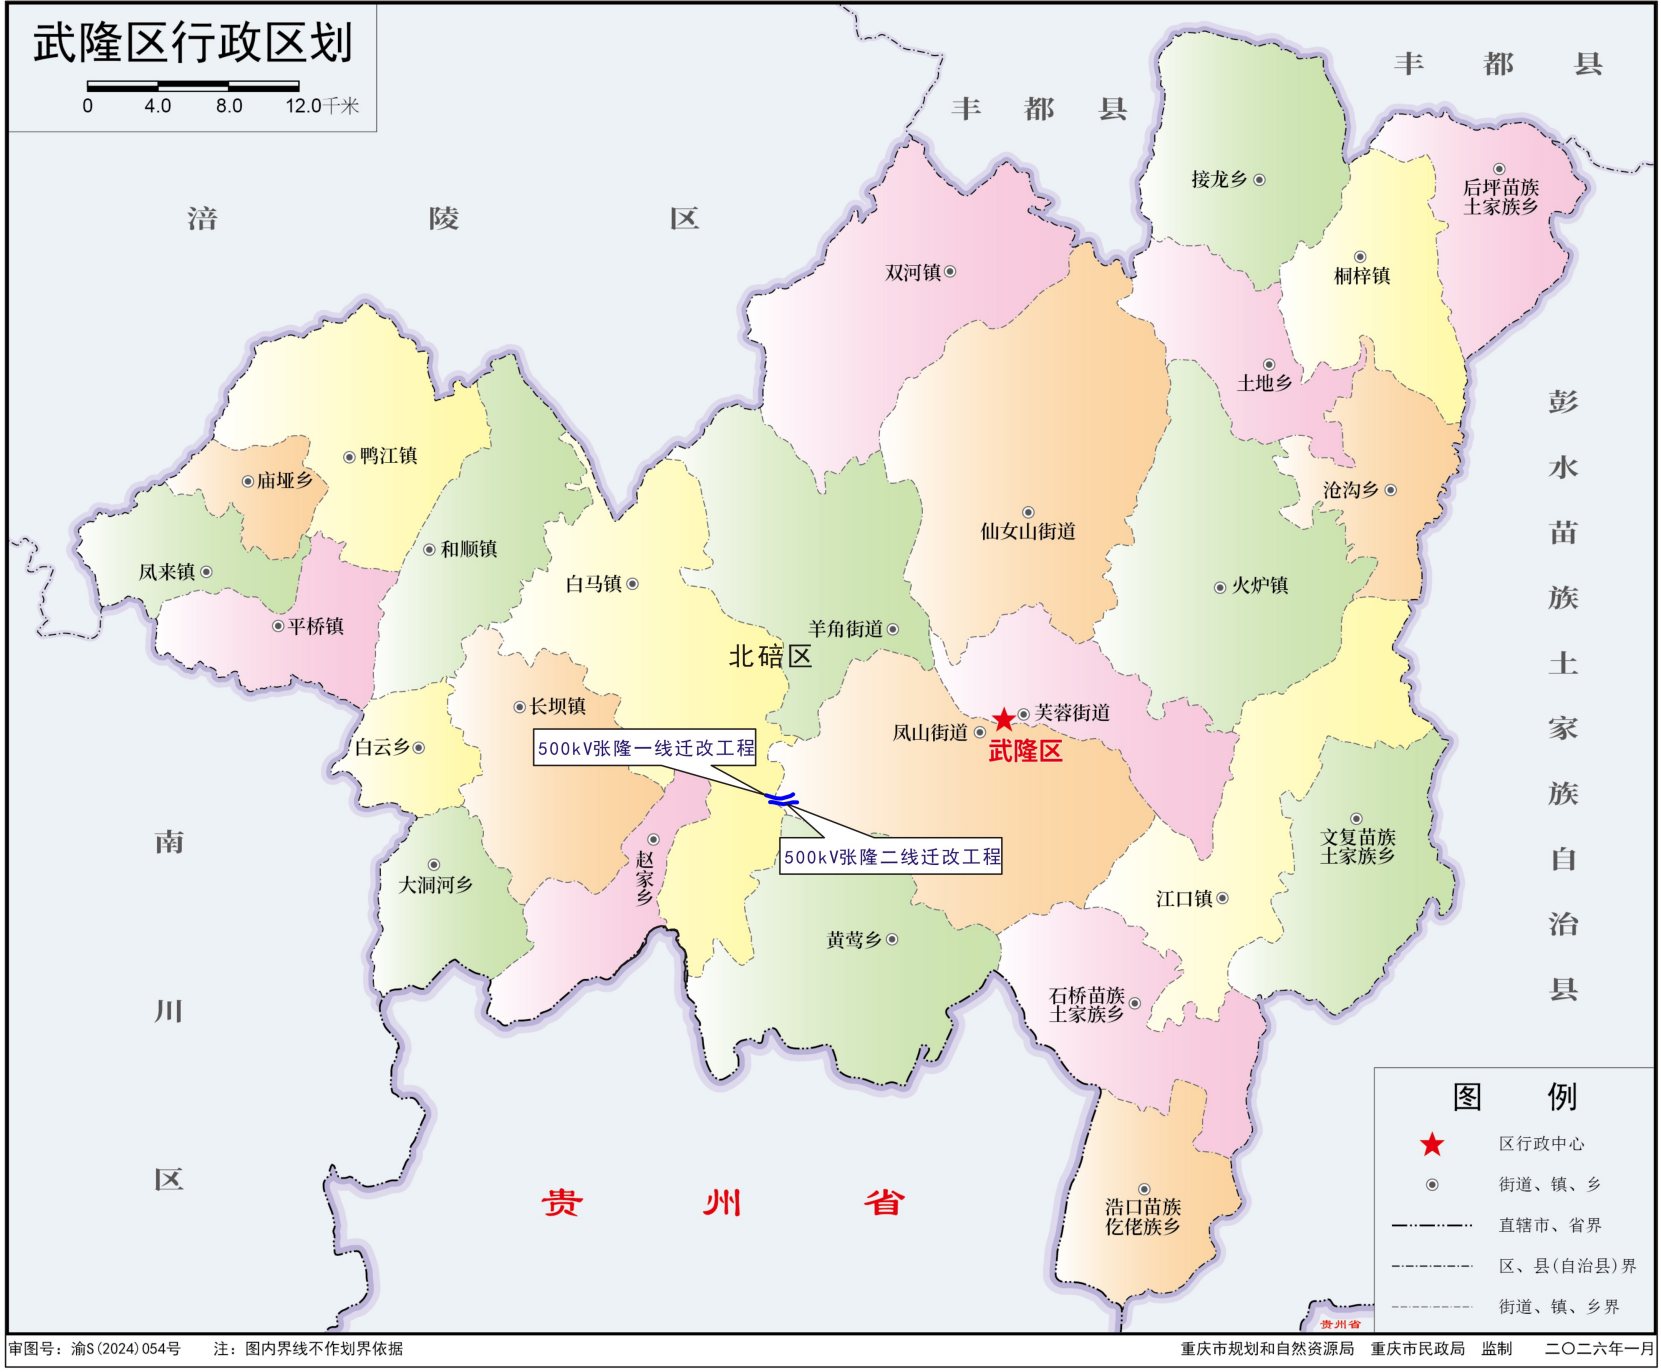 武隆区行政区划
0 4.0 8.0 12.0千米
丰都县
丰都县
涪陵区
接龙乡
后坪苗族
土家族乡
桐梓镇
双河镇
土地乡
彭水苗族土家族自治县
鸭江镇
庙垭乡
沧沟乡
仙女山街道
和顺镇
凤来镇
白马镇
火炉镇
平桥镇
羊角街道
北碚区
长坝镇
芙蓉街道
凤山街道
武隆区
白云乡
500kV张隆一线迁改工程
文复苗族
土家族乡
南川区
500kV张隆二线迁改工程
赵家乡
大洞河乡
江口镇
黄莺乡
石桥苗族
土家族乡
贵州省
浩口苗族
仡佬族乡
图例
区行政中心
街道、镇、乡
直辖市、省界
区、县(自治县)界
街道、镇、乡界
贵州省
审图号：渝S(2024)054号 注：图内界线不作划界依据
重庆市规划和自然资源局 重庆市民政局 监制 二〇二六年一月